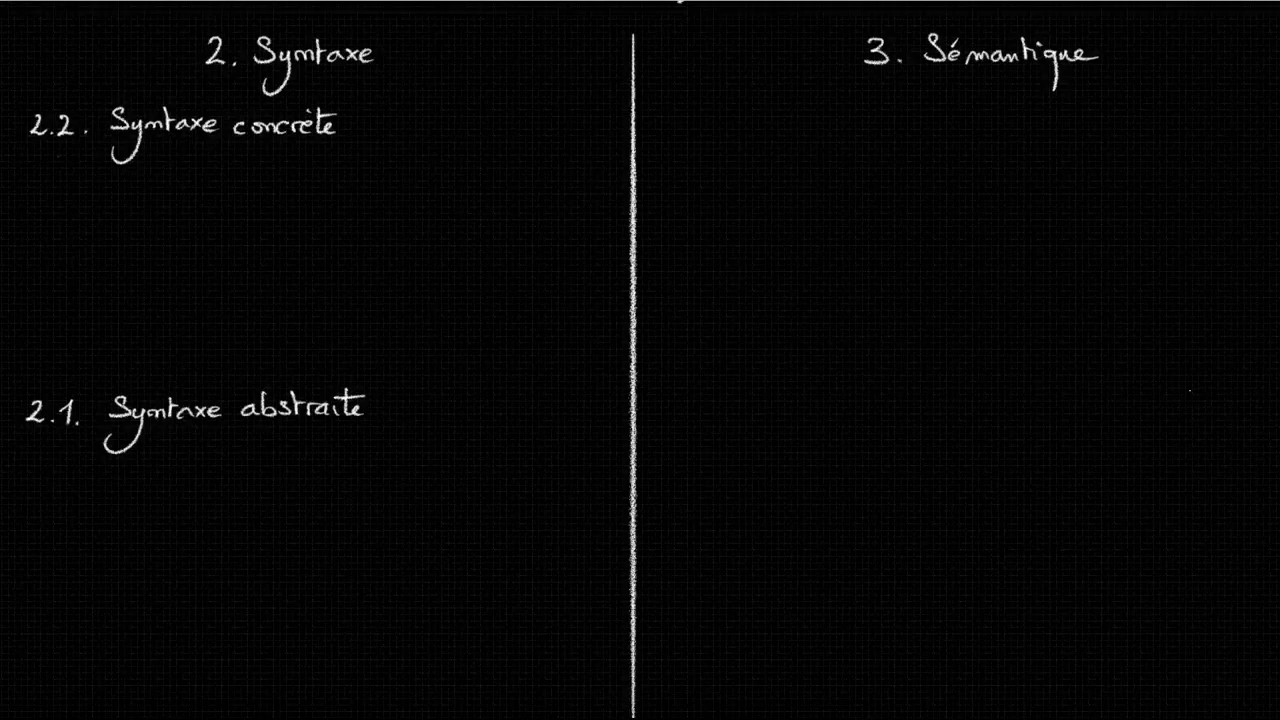 2. Syntaxe
2.2. Syntaxe concrète
2.1. Syntaxe abstraite
3. Sémantique